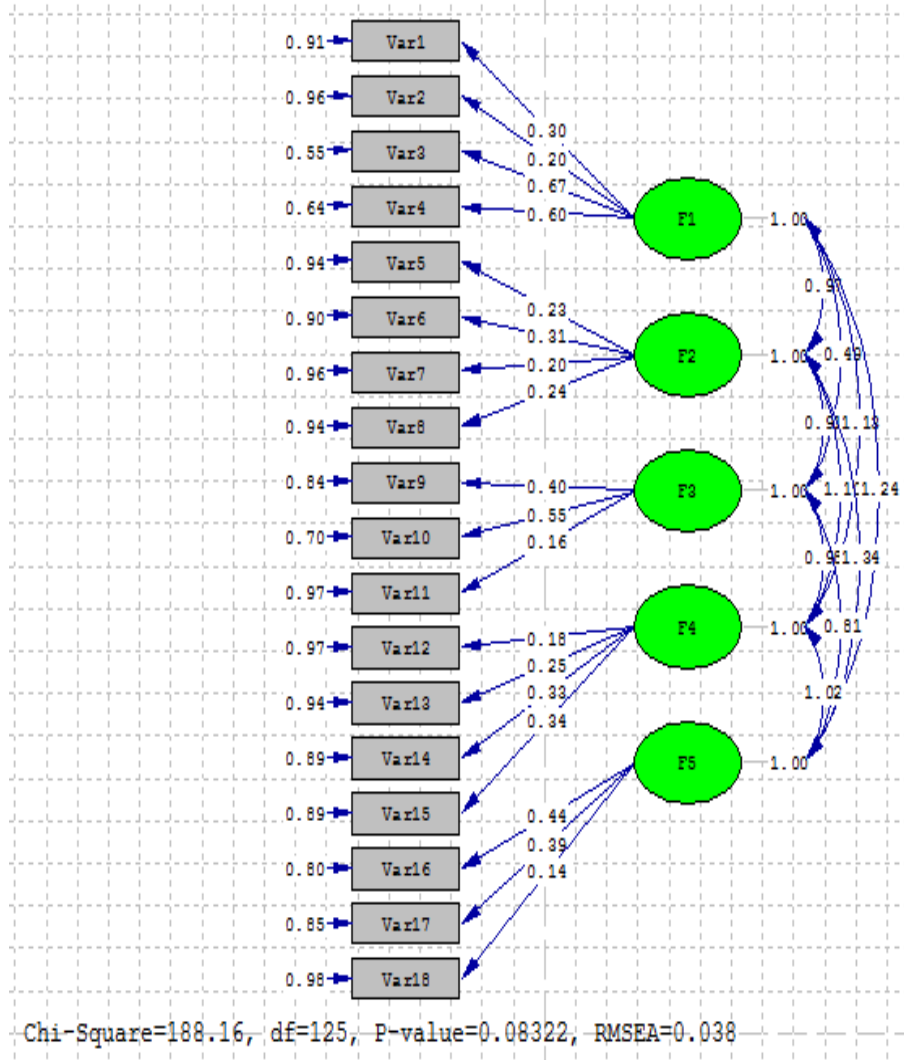 0.91 Var1
0.96 Var2
0.30
0.55 Var3
0.20
0.67
0.64 Var4 0.60 F1 1.00
0.94 Var5
0.97
0.23
0.90 Var6
0.31 F2 1.00 0.49
0.96 Var7 0.20
0.24
0.94 Var8 1.13
0.84 Var9 0.40 F3 1.00 1.24
0.55
0.70 Var10
0.16 1.34
0.97 Var11
0.97 Var12 0.18 F4 1.00 0.81
0.25
0.94 Var13 0.33 1.02
0.34
0.89 Var14 F5 1.00
0.89 Var15 0.44
0.39
0.80 Var16 0.14
0.85 Var17
0.98 Var18
Chi-Square=188.16, df=125, P-value=0.08322, RMSEA=0.038